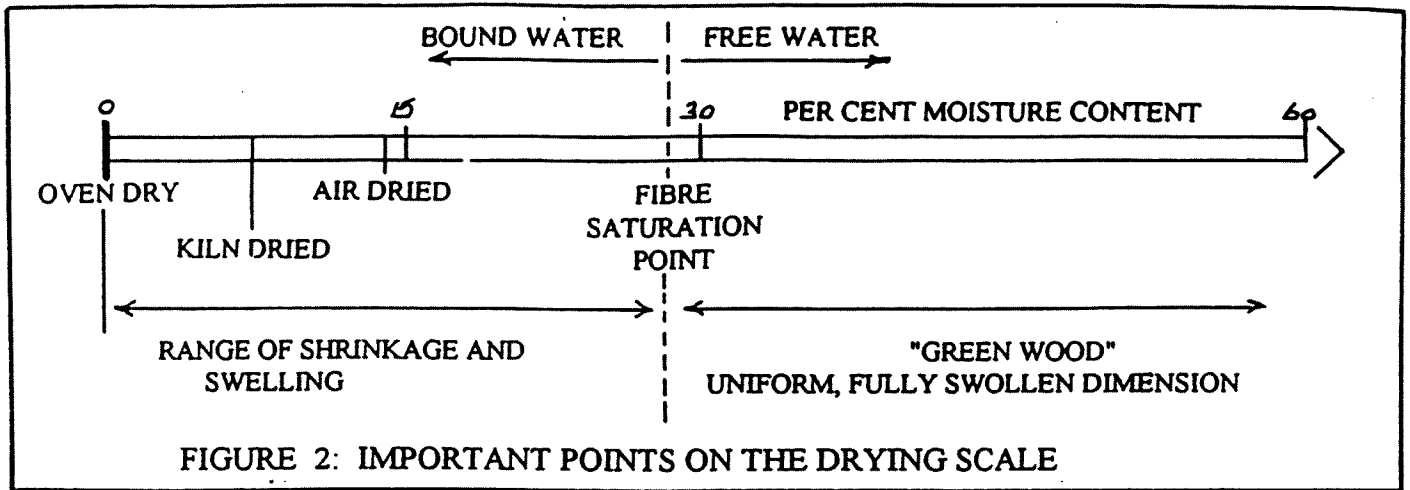 BOUND WATER FREE WATER
0 15 30 PER CENT MOISTURE CONTENT 60
OVEN DRY AIR DRIED FIBRE
SATURATION
KILN DRIED POINT
RANGE OF SHRINKAGE AND "GREEN WOOD"
SWELLING UNIFORM, FULLY SWOLLEN DIMENSION
FIGURE 2: IMPORTANT POINTS ON THE DRYING SCALE